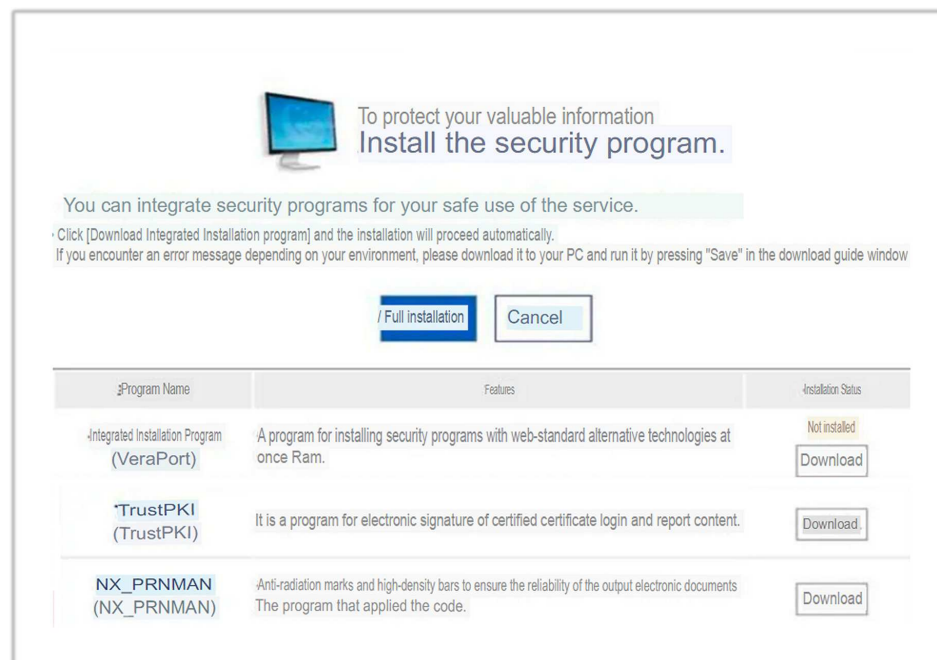 To protect your valuable information
Install the security program.
You can integrate security programs for your safe use of the service.
· Click [Download Integrated Installation program] and the installation will proceed automatically.
If you encounter an error message depending on your environment, please download it to your PC and run it by pressing "Save" in the download guide window
/ Full installation
Cancel
Program Name
Features
Installation Status
Integrated Installation Program
(VeraPort)
A program for installing security programs with web-standard alternative technologies at
once Ram.
Not installed
Download
TrustPKI
(TrustPKI)
It is a program for electronic signature of certified certificate login and report content.
Download
NX_PRNMAN
(NX_PRNMAN)
Anti-radiation marks and high-density bars to ensure the reliability of the output electronic documents
The program that applied the code.
Download